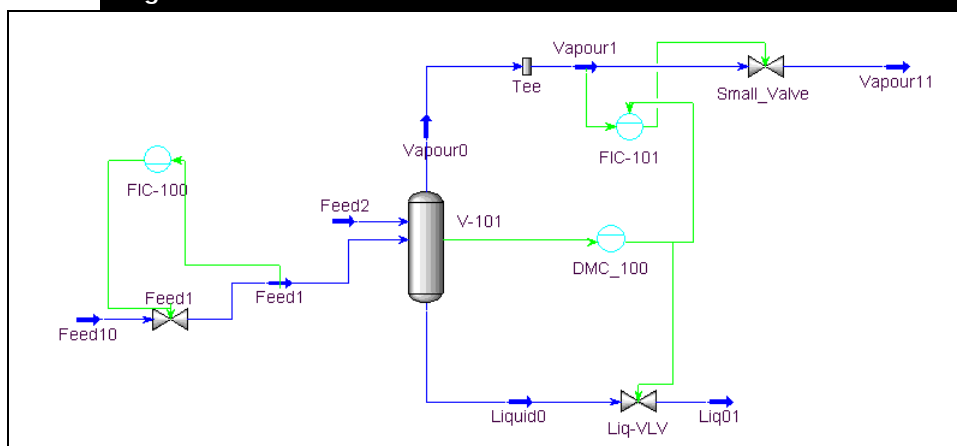 Vapour1
Tee
Small_Valve
Vapour11
FIC-101
Vapour0
FIC-100
Feed2
V-101
DMC_100
Feed1
Feed1
Feed10
Liquid0
Liq-VLV
Liq01